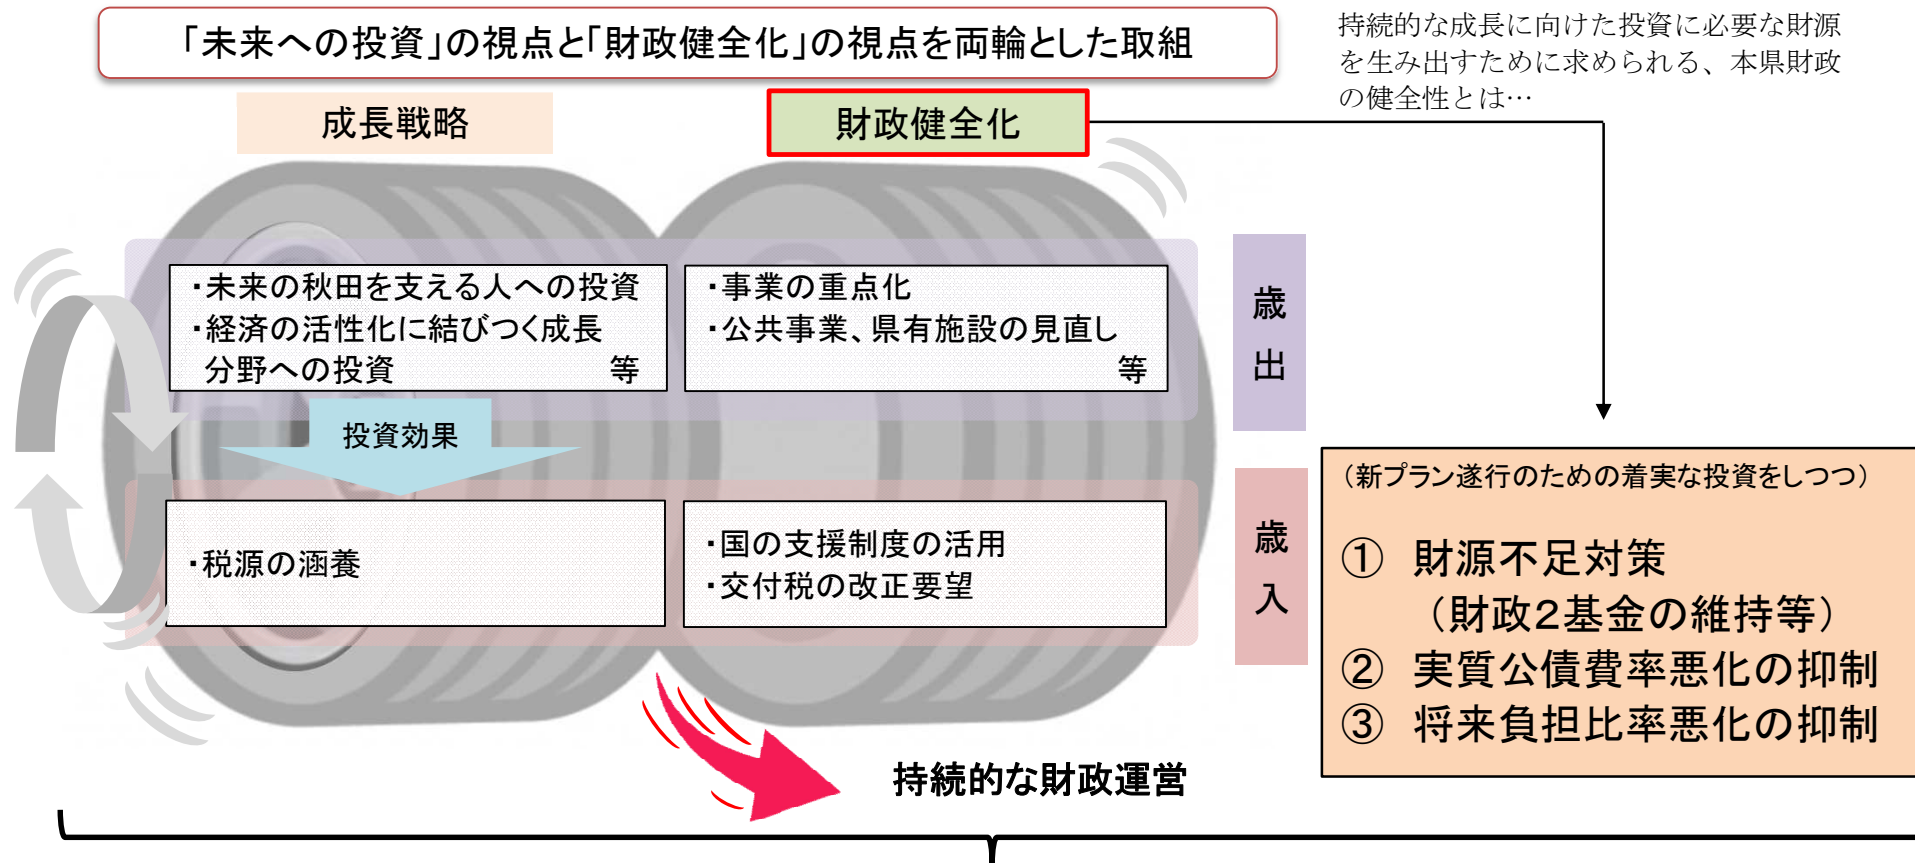 「未来への投資」の視点と「財政健全化」の視点を両輪とした取組
持続的な成長に向けた投資に必要な財源
を生み出すために求められる、本県財政
の健全性とは…
成長戦略
財政健全化
・未来の秋田を支える人への投資
・経済の活性化に結びつく成長
分野への投資 等
・事業の重点化
・公共事業、県有施設の見直し
等
歳出
投資効果
・税源の涵養
・国の支援制度の活用
・交付税の改正要望
歳入
（新プラン遂行のための着実な投資をしつつ）
① 財源不足対策
（財政２基金の維持等）
② 実質公債費率悪化の抑制
③ 将来負担比率悪化の抑制
持続的な財政運営